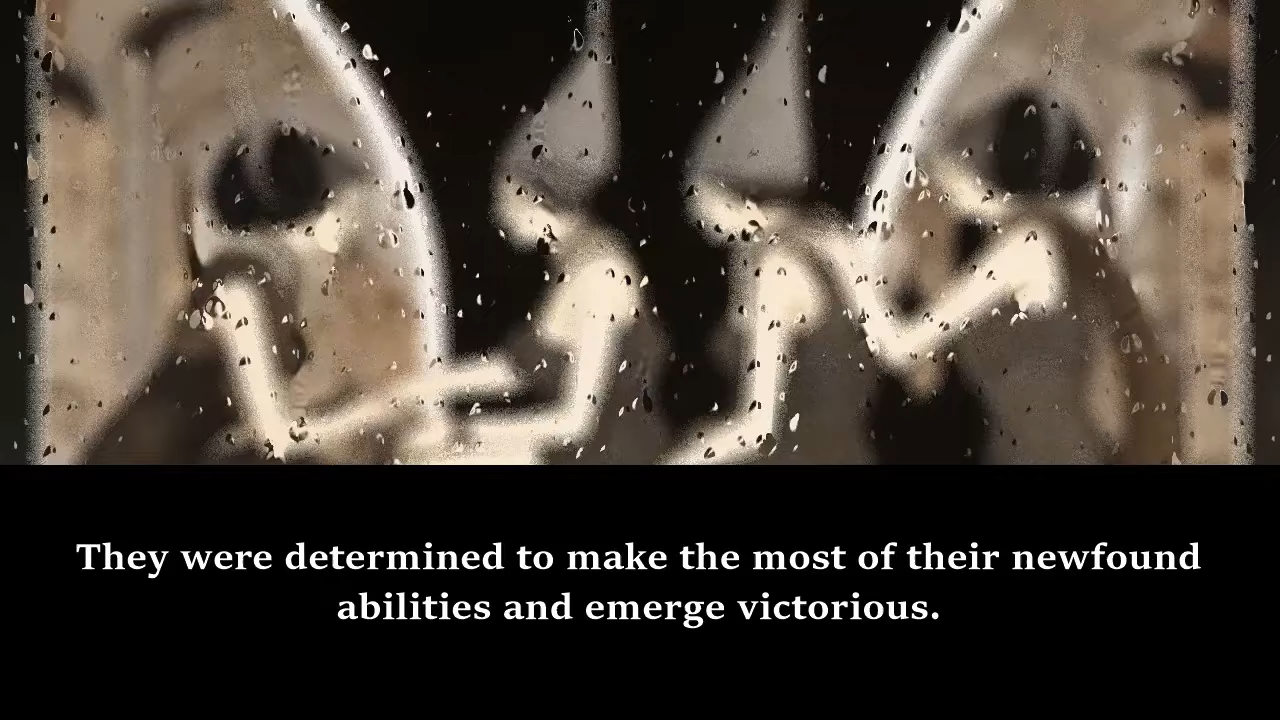 They were determined to make the most of their newfound
abilities and emerge victorious.